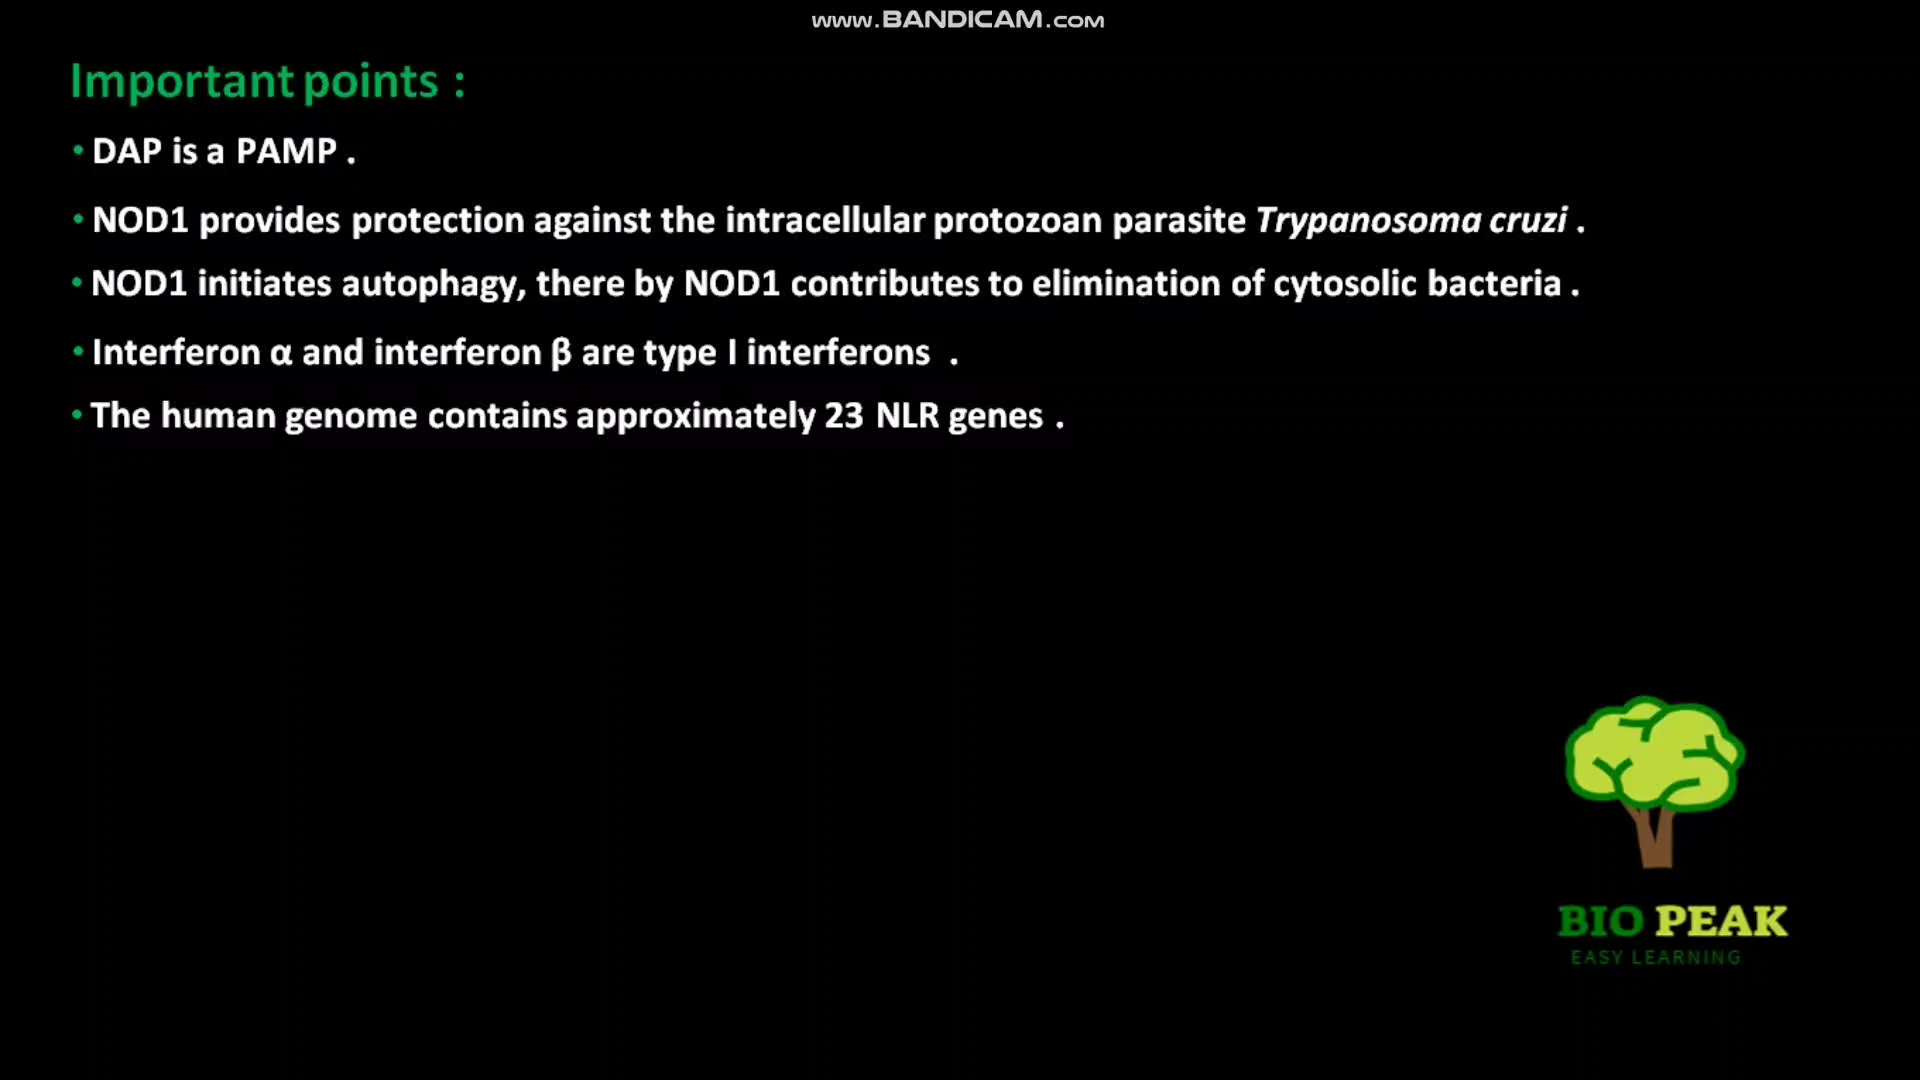 www.BANDICAM.com
Important points :
• DAP is a PAMP .
• NOD1 provides protection against the intracellular protozoan parasite Trypanosoma cruzi .
• NOD1 initiates autophagy, there by NOD1 contributes to elimination of cytosolic bacteria .
• Interferon α and interferon β are type I interferons .
• The human genome contains approximately 23 NLR genes .
BIO PEAK
EASY LEARNING